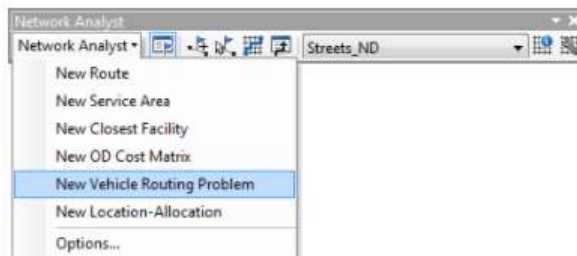 Network Analyst
Network Analyst Streets_ND
New Route
New Service Area
New Closest Facility
New OD Cost Matrix
New Vehicle Routing Problem
New Location-Allocation
Options...